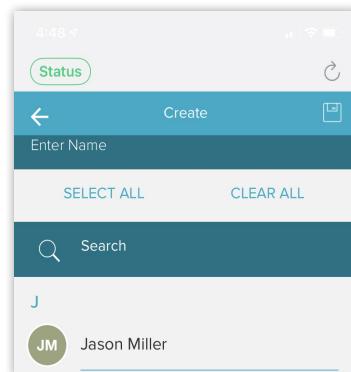 4:48
Status
Create
Enter Name
SELECT ALL CLEAR ALL
Search
J
JM Jason Miller